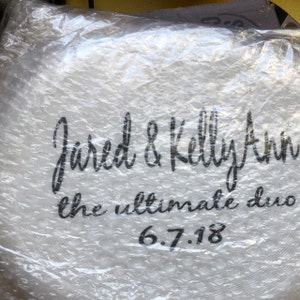 Jared & KellyAnn
the ultimate duo
6.7.18